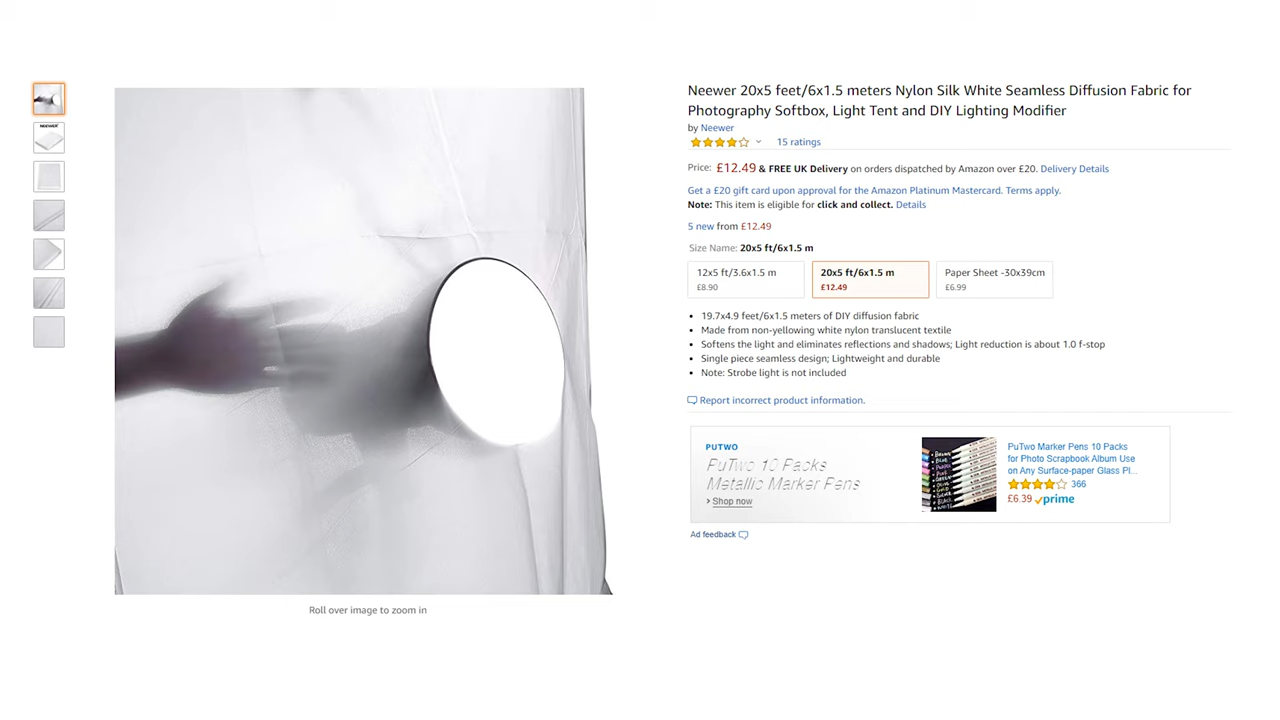 Neewer 20x5 feet/6x1.5 meters Nylon Silk White Seamless Diffusion Fabric for
Photography Softbox, Light Tent and DIY Lighting Modifier
by Neewer
15 ratings
Price: £12.49 & FREE UK Delivery on orders dispatched by Amazon over £20. Delivery Details
Get a £20 gift card upon approval for the Amazon Platinum Mastercard. Terms apply.
Note: This item is eligible for click and collect. Details
5 new from £12.49
Size Name: 20x5 ft/6x1.5 m
12x5 ft/3.6x1.5 m
£8.90
20x5 ft/6x1.5 m
£12.49
Paper Sheet -30x39cm
£6.99
• 19.7x4.9 feet/6x1.5 meters of DIY diffusion fabric
• Made from non-yellowing white nylon translucent textile
• Softens the light and eliminates reflections and shadows; Light reduction is about 1.0 f-stop
• Single piece seamless design; Lightweight and durable
• Note: Strobe light is not included
Report incorrect product information.
PUTWO
PuTwo 10 Packs
Metallic Marker Pens
Shop now
PuTwo Marker Pens 10 Packs
for Photo Scrapbook Album Use
on Any Surface-paper Glass Pl...
366
£6.39 prime
Ad feedback
NEEWER
Roll over image to zoom in